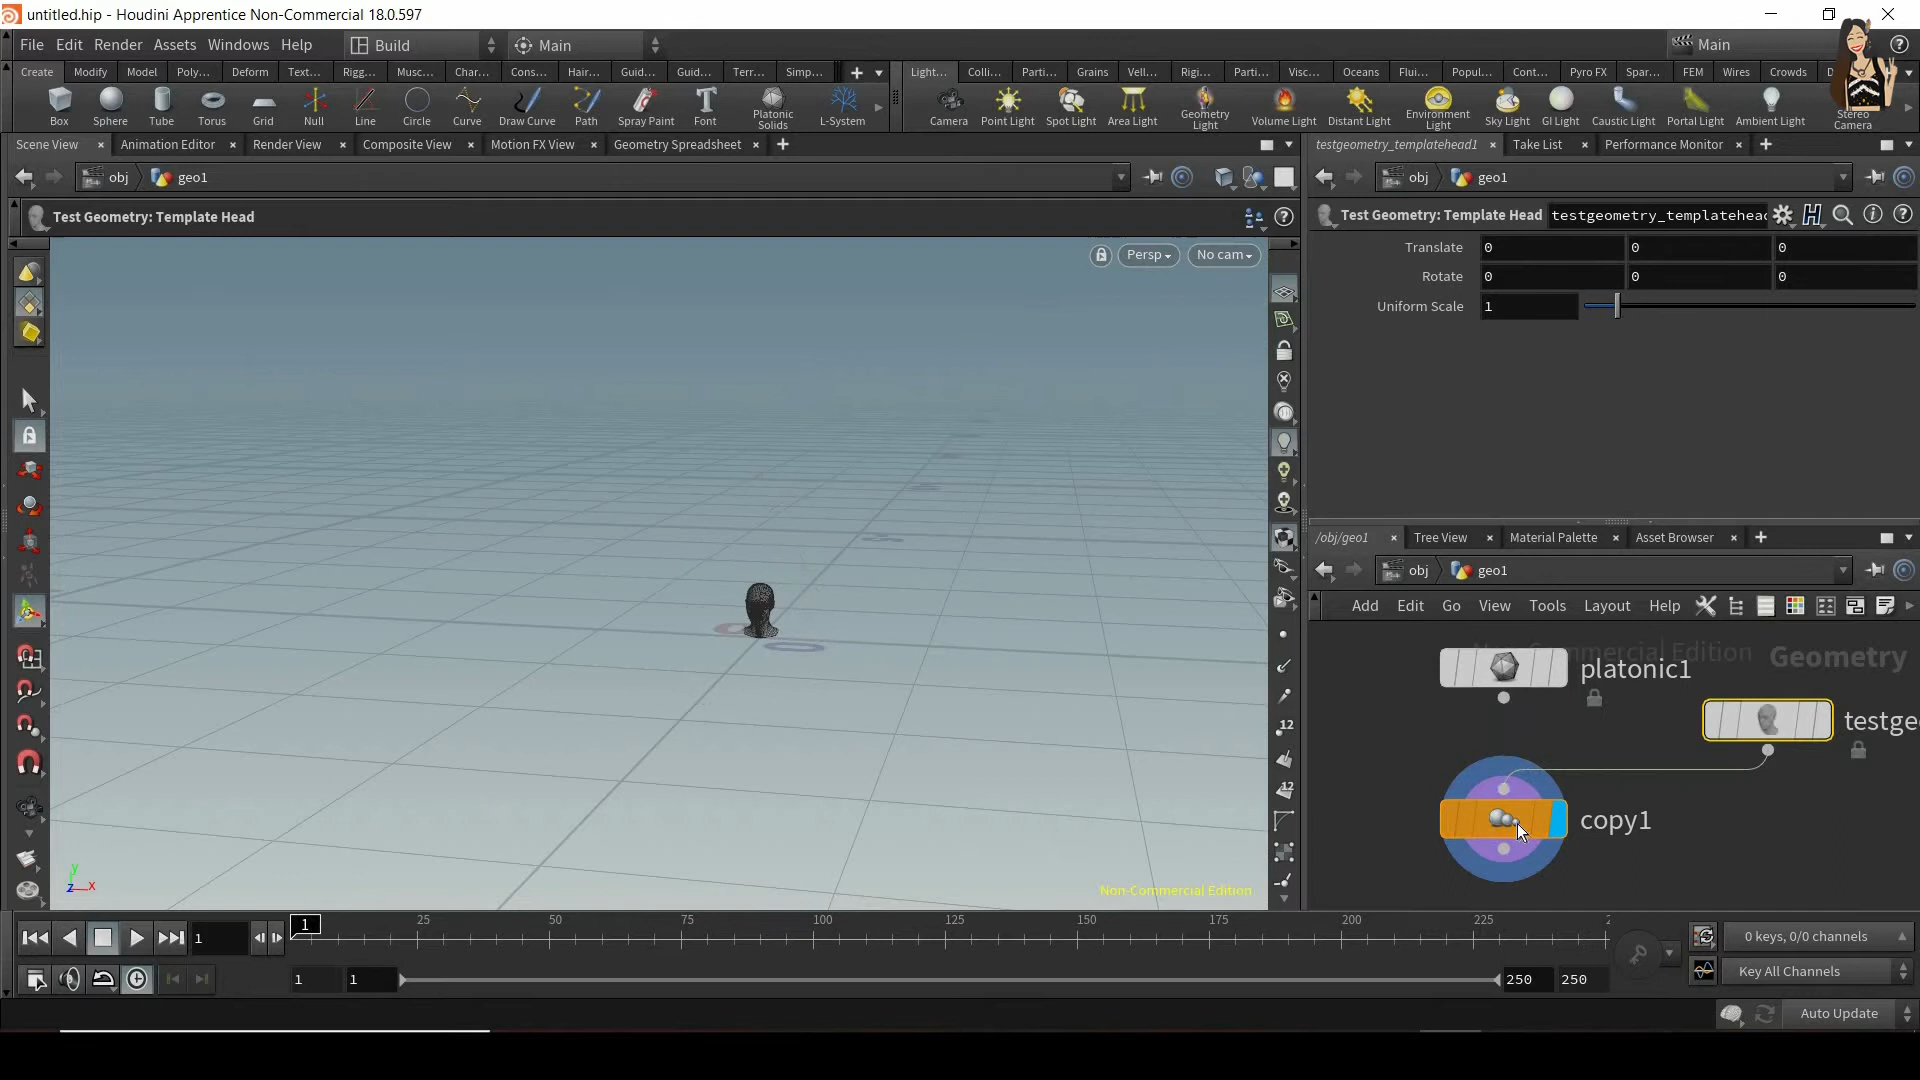 untitled.hip - Houdini Apprentice Non-Commercial 18.0.597
File Edit Render Assets Windows Help Build Main Main
Create Modify Model Poly... Deform Text... Rigg... Musc... Char... Cons... Hair... Guid... Guid... Terr... Simp... Light... Colli... Parti... Grains Vell... Rigi... Parti... Visc... Oceans Flui... Popul... Cont... Pyro FX Spar... FEM Wires Crowds
Box Sphere Tube Torus Grid Null Line Circle Curve Draw Curve Path Spray Paint Font Platonic Solids L-System Camera Point Light Spot Light Area Light Geometry Light Volume Light Distant Light Environment Light Sky Light GI Light Caustic Light Portal Light Ambient Light Stereo Camera
Scene View Animation Editor Render View Composite View Motion FX View Geometry Spreadsheet testgeometry_templatehead1 Take List Performance Monitor
obj geo1 obj geo1
Test Geometry: Template Head Test Geometry: Template Head testgeometry_templatehead
Persp No cam
Translate 0 0 0
Rotate 0 0 0
Uniform Scale 1
/obj/geo1 Tree View Material Palette Asset Browser
obj geo1
Add Edit Go View Tools Layout Help
Commercial Edition Geometry
platonic1
testge
copy1
12
12
y
z x
Non-Commercial Edition
1 1 25 50 75 100 125 150 175 200 225 2
0 keys, 0/0 channels
1 1 250 250 Key All Channels
Auto Update